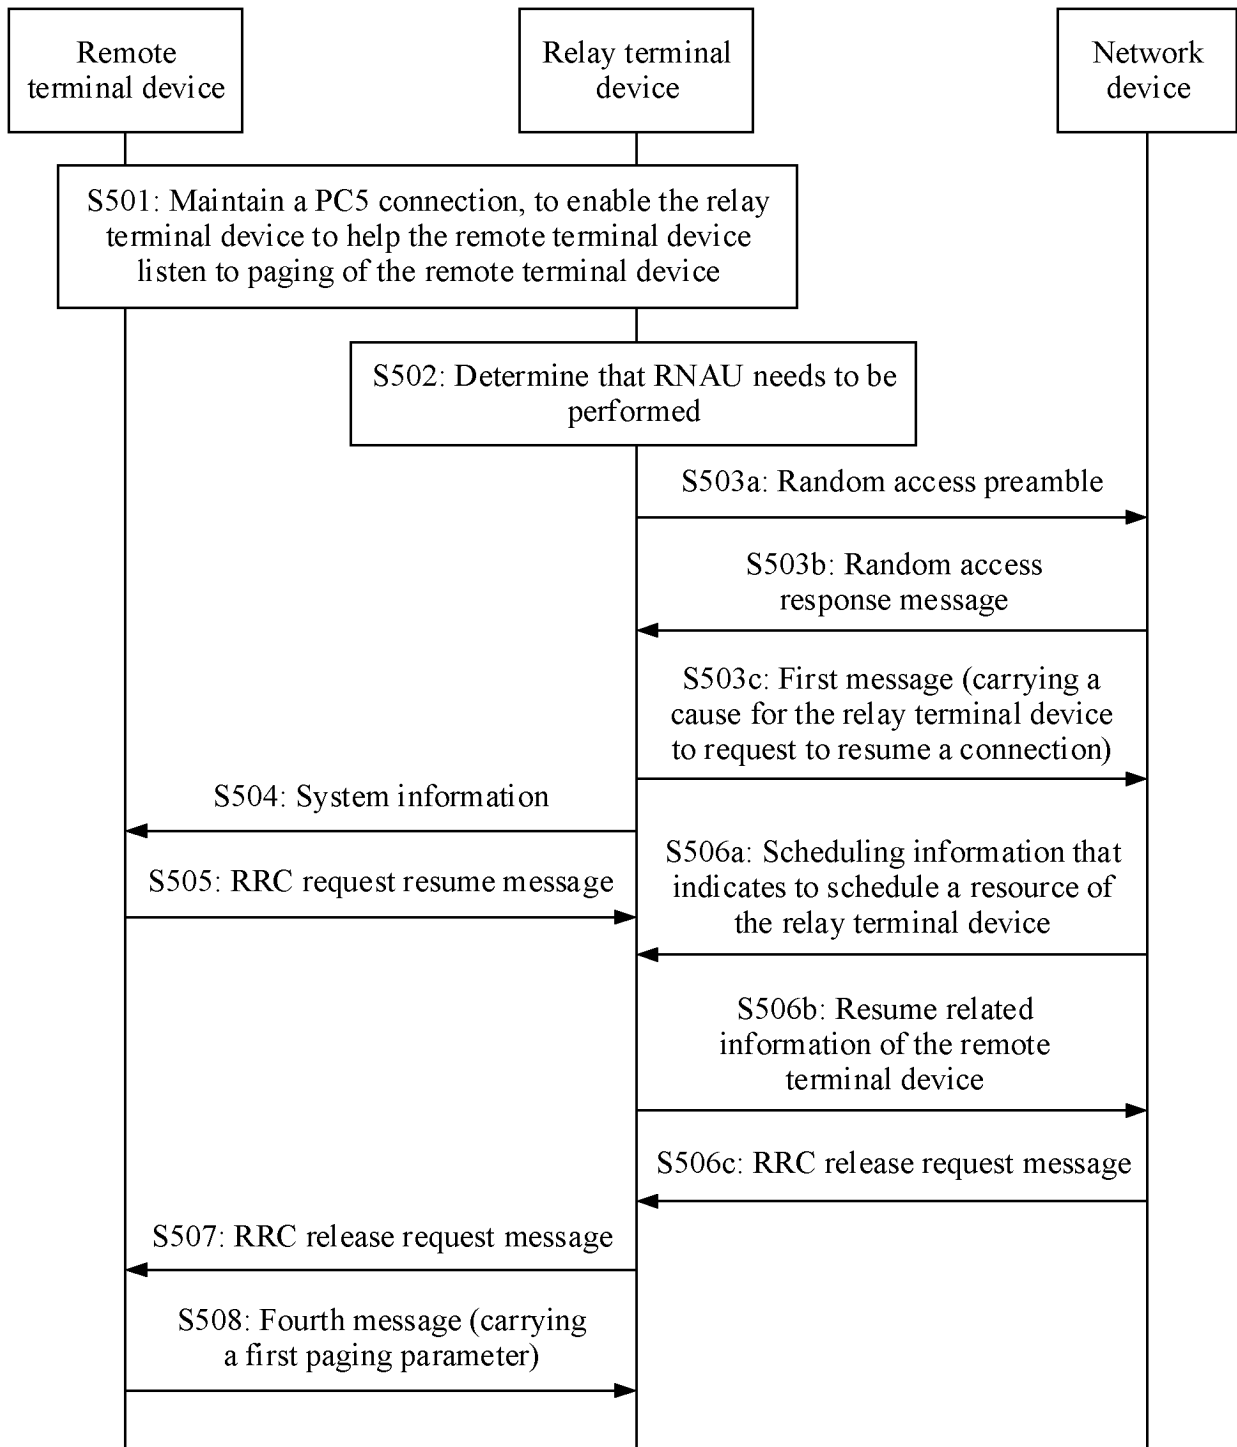 Remote
terminal device
Relay terminal
device
Network
device
S501: Maintain a PC5 connection, to enable the relay
terminal device to help the remote terminal device
listen to paging of the remote terminal device
S502: Determine that RNAU needs to be
performed
S503a: Random access preamble
S503b: Random access
response message
S503c: First message (carrying a
cause for the relay terminal device
to request to resume a connection)
S504: System information
S505: RRC request resume message
S506a: Scheduling information that
indicates to schedule a resource of
the relay terminal device
S506b: Resume related
information of the remote
terminal device
S506c: RRC release request message
S507: RRC release request message
S508: Fourth message (carrying
a first paging parameter)